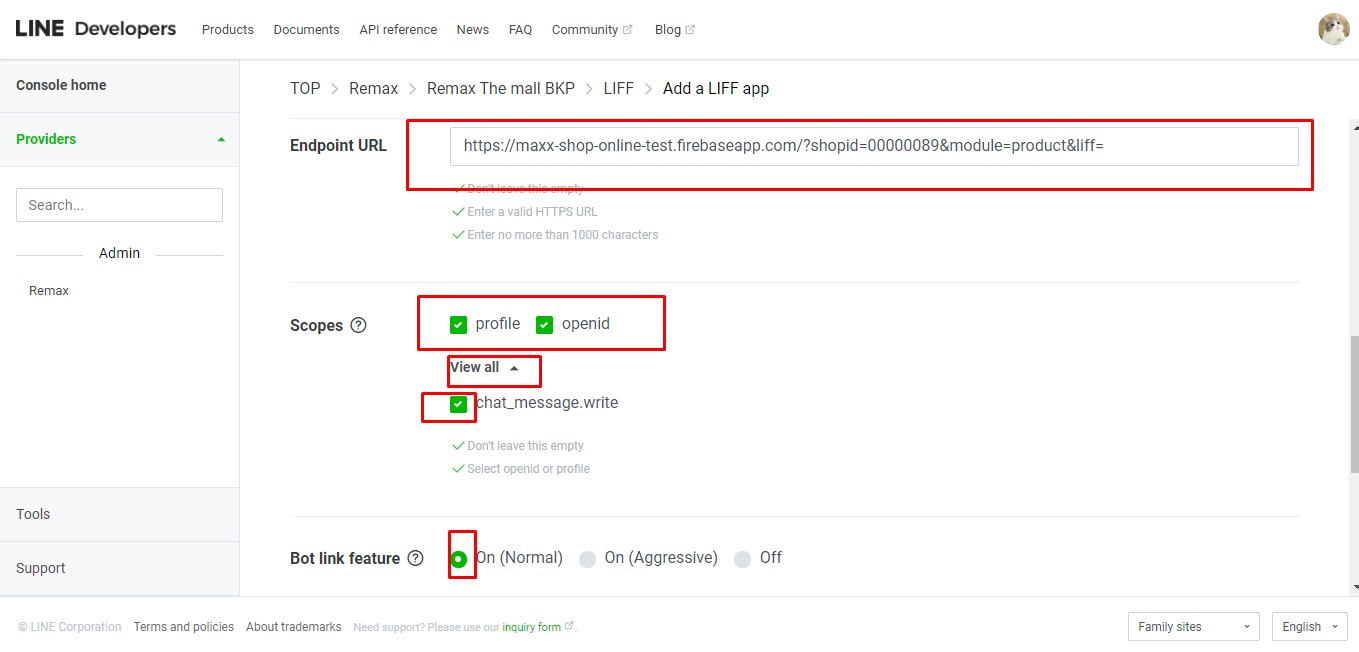 LINE Developers Products Documents API reference News FAQ Community Blog
Console home
Providers
Search...
Admin
Remax
Tools
Support
TOP > Remax > Remax The mall BKP > LIFF > Add a LIFF app
Endpoint URL https://maxx-shop-online-test.firebaseapp.com/?shopid=00000089&module=product&liff=
Don't leave this empty
Enter a valid HTTPS URL
Enter no more than 1000 characters
Scopes ? profile openid
View all
chat_message.write
Don't leave this empty
Select openid or profile
Bot link feature ? On (Normal) On (Aggressive) Off
© LINE Corporation Terms and policies About trademarks Need support? Please use our inquiry form . Family sites English